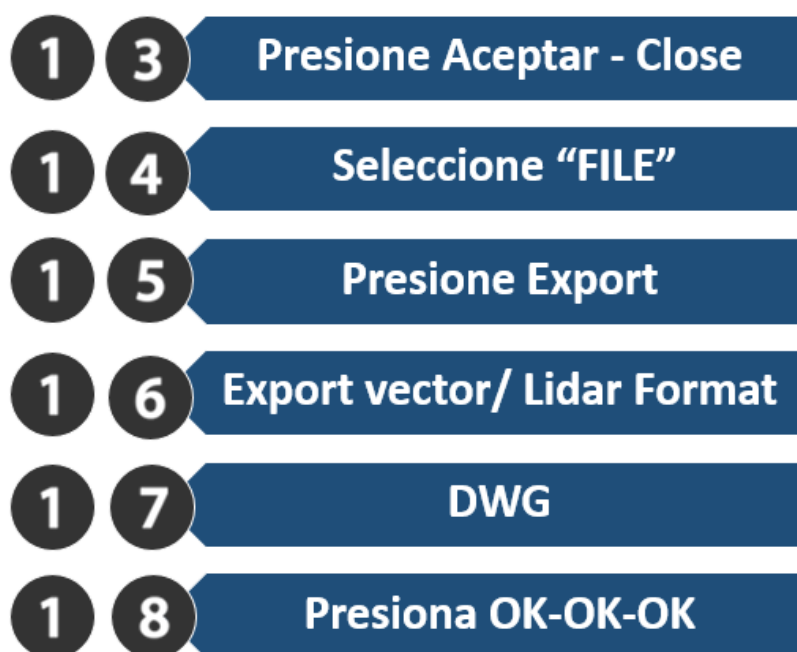 1 3 Presione Aceptar - Close
1 4 Seleccione “FILE”
1 5 Presione Export
1 6 Export vector/ Lidar Format
1 7 DWG
1 8 Presiona OK-OK-OK